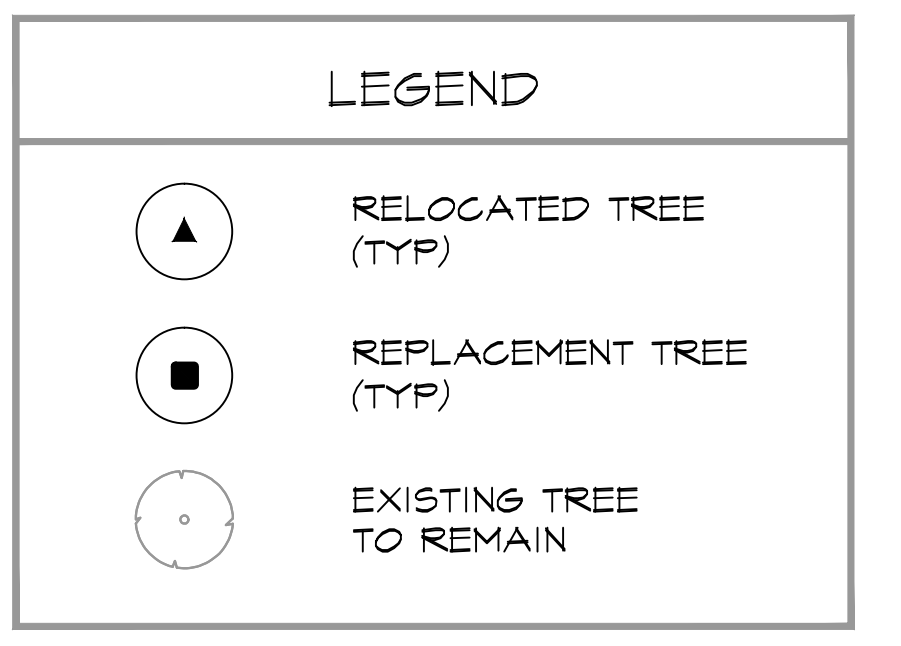 LEGEND
RELOCATED TREE
(TYP)
REPLACEMENT TREE
(TYP)
EXISTING TREE
TO REMAIN